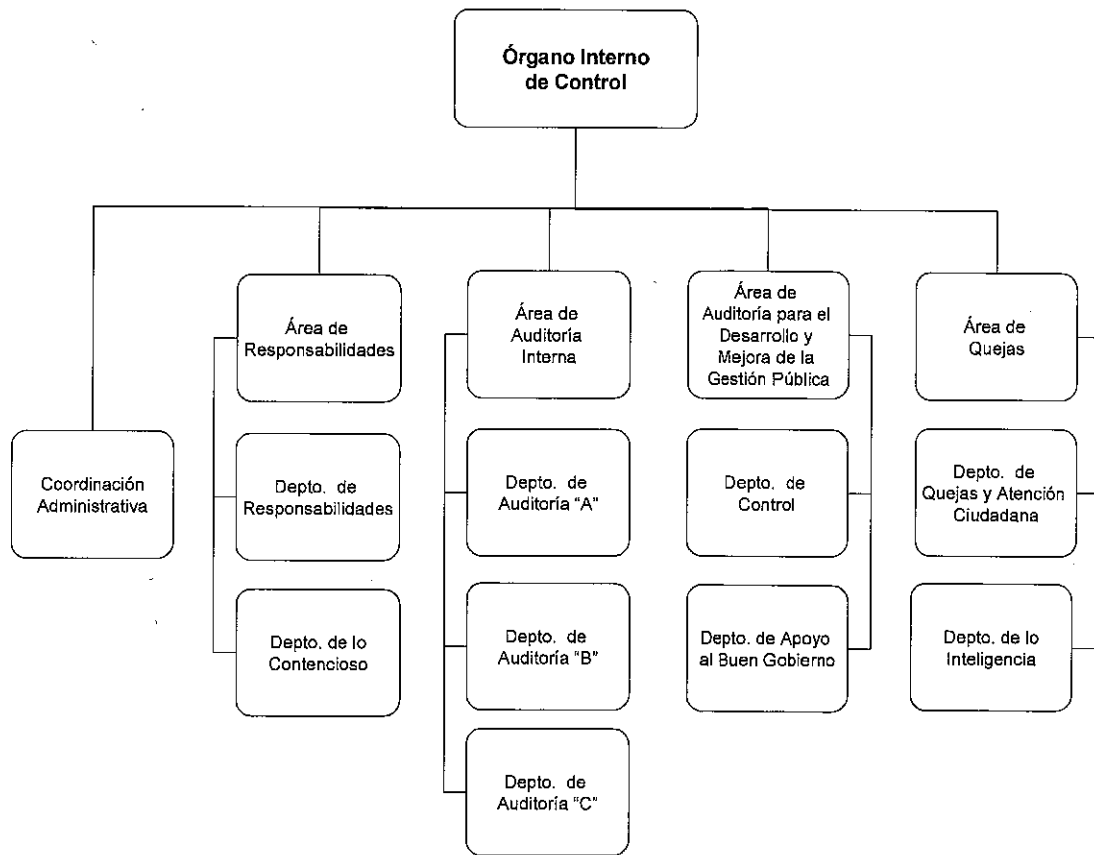 Órgano Interno
de Control
Área de
Responsabilidades
Área de
Auditoría
Interna
Área de
Auditoría para el
Desarrollo y
Mejora de la
Gestión Pública
Área de
Quejas
Coordinación
Administrativa
Depto. de
Responsabilidades
Depto. de
Auditoría "A"
Depto. de
Control
Depto. de
Quejas y Atención
Ciudadana
Depto. de lo
Contencioso
Depto. de
Auditoría "B"
Depto. de Apoyo
al Buen Gobierno
Depto. de lo
Inteligencia
Depto. de
Auditoría "C"